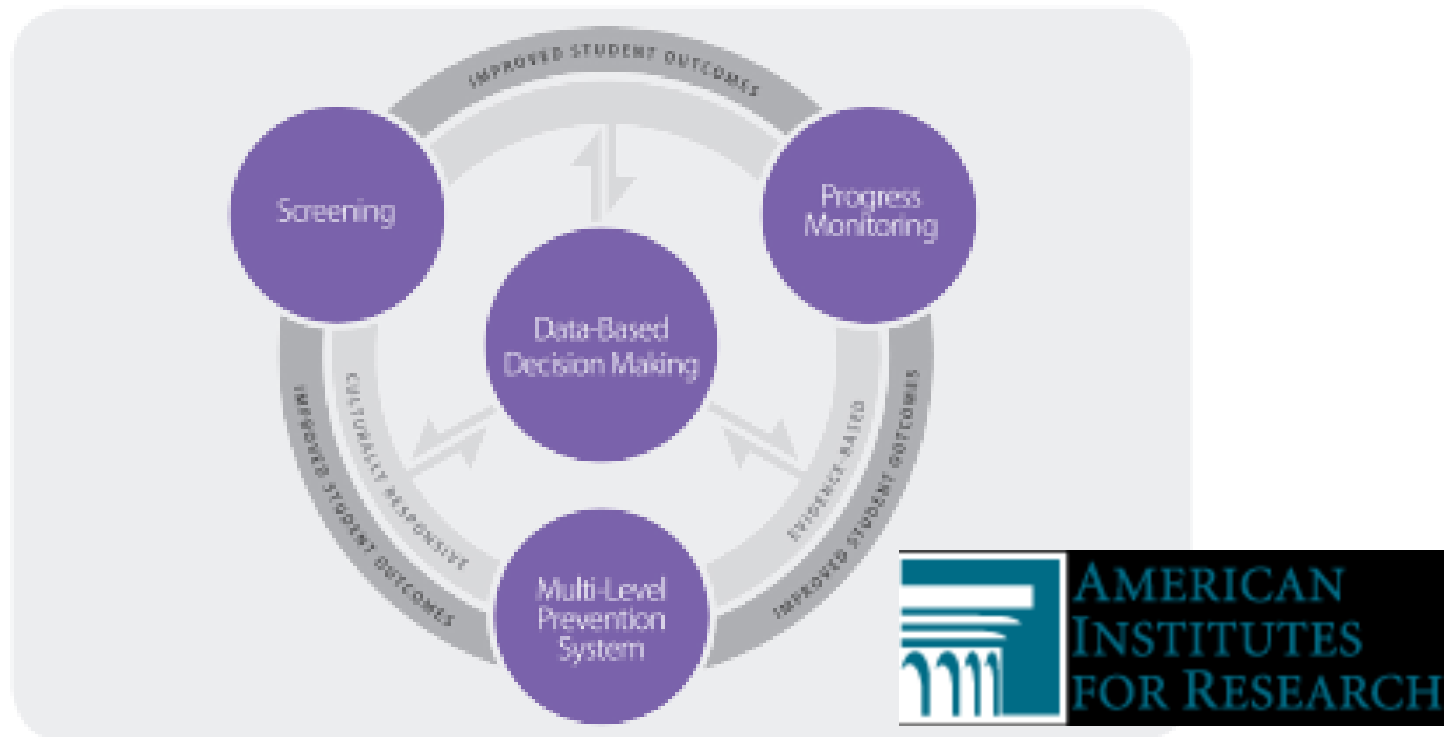 IMPROVED STUDENT OUTCOMES
Screening
Progress
Monitoring
Data-Based
Decision Making
CULTURALLY RESPONSIVE
EVIDENCE-BASED
IMPROVED STUDENT OUTCOMES
IMPROVED STUDENT OUTCOMES
Multi-Level
Prevention
System
AMERICAN
INSTITUTES
FOR RESEARCH